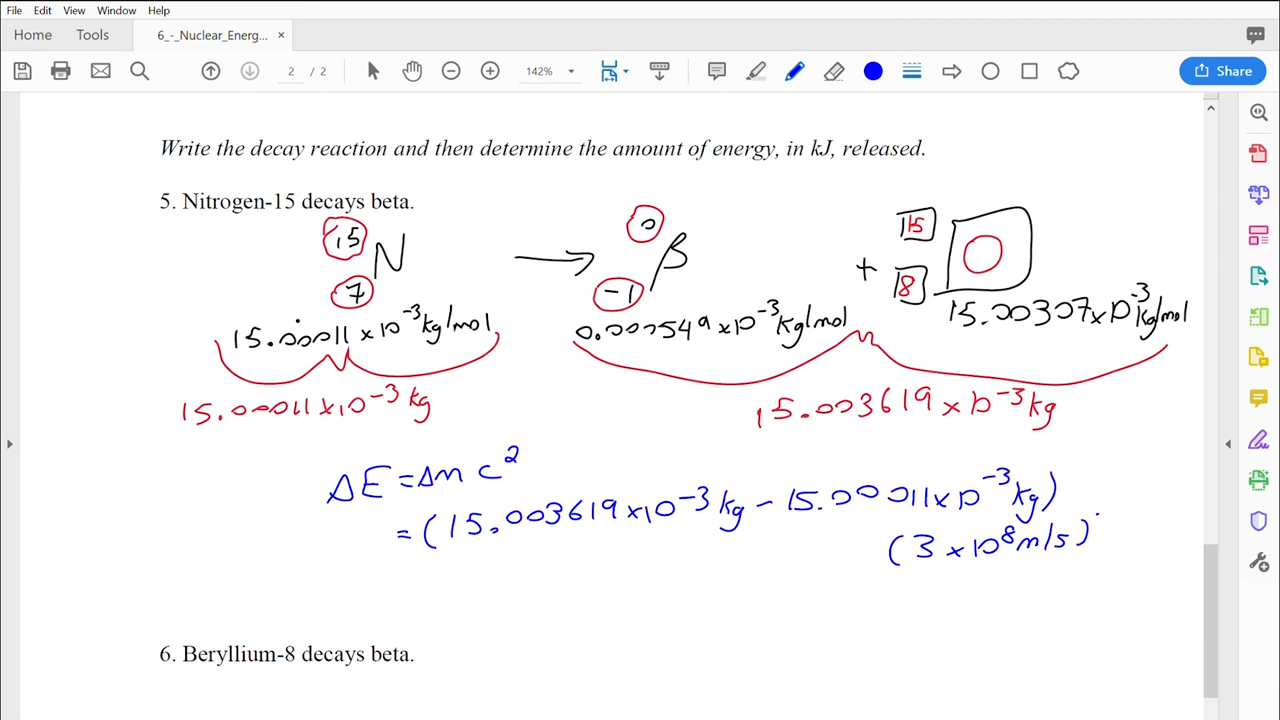 File Edit View Window Help
Home Tools 6_-_Nuclear_Energ... ×
2 / 2 142% Share
Write the decay reaction and then determine the amount of energy, in kJ, released.
5. Nitrogen-15 decays beta.
15 7 N → 0 -1 β + 15 8 O
15.00011 x 10^-3 kg/mol 0.000549 x 10^-3 kg/mol 15.00307 x 10^-3 kg/mol
15.00011 x 10^-3 kg 15.003619 x 10^-3 kg
ΔE = Δm c^2
= (15.003619 x 10^-3 kg - 15.00011 x 10^-3 kg)
(3 x 10^8 m/s)
6. Beryllium-8 decays beta.